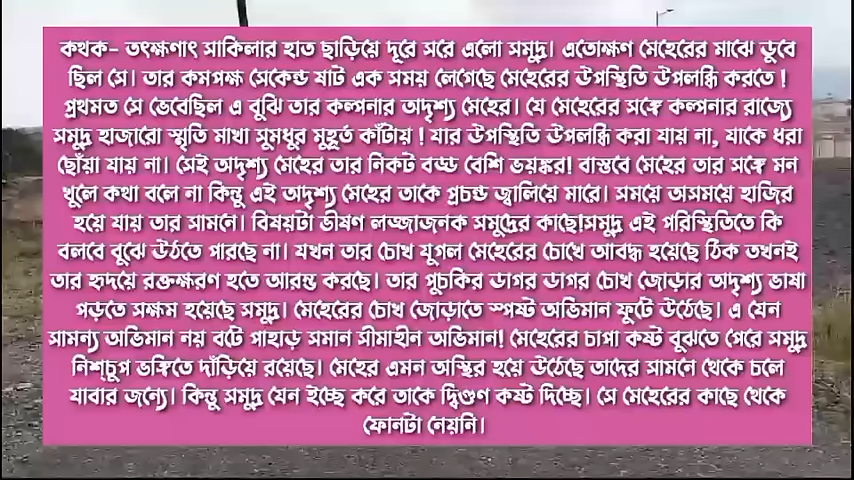 কথক- তৎক্ষণাৎ সাকিলার হাত ছাড়িয়ে দূরে সরে এলো সমুদ্র। এতোক্ষণ মেহেরের মাঝে ডুবে
ছিল সে। তার কমপক্ষ সেকেন্ড ষাট এক সময় লেগেছে মেহেরের উপস্থিতি উপলব্ধি করতে !
প্রথমত সে ভেবেছিল এ বুঝি তার কল্পনার অদৃশ্য মেহের। যে মেহেরের সঙ্গে কল্পনার রাজ্যে
সমুদ্র হাজারো স্মৃতি মাখা সুমধুর মুহূর্ত কাঁটায় ! যার উপস্থিতি উপলব্ধি করা যায় না, যাকে ধরা
ছোঁয়া যায় না। সেই অদৃশ্য মেহের তার নিকট বড্ড বেশি ভয়ঙ্কর! বাস্তবে মেহের তার সঙ্গে মন
খুলে কথা বলে না কিন্তু এই অদৃশ্য মেহের তাকে প্রচন্ড জ্বালিয়ে মারে। সময়ে অসময়ে হাজির
হয়ে যায় তার সামনে। বিষয়টা ভীষণ লজ্জাজনক সমুদ্রের কাছে!সমুদ্র এই পরিস্থিতিতে কি
বলবে বুঝে উঠতে পারছে না। যখন তার চোখ যুগল মেহেরের চোখে আবদ্ধ হয়েছে ঠিক তখনই
তার হৃদয়ে রক্তক্ষরণ হতে আরম্ভ করছে। তার পুচকির ডাগর ডাগর চোখ জোড়ার অদৃশ্য ভাষা
পড়তে সক্ষম হয়েছে সমুদ্র। মেহেরের চোখ জোড়াতে স্পষ্ট অভিমান ফুটে উঠেছে। এ যেন
সামন্য অভিমান নয় বটে পাহাড় সমান সীমাহীন অভিমান! মেহেরের চাপা কষ্ট বুঝতে পেরে সমুদ্র
নিশ্চুপ ভঙ্গিতে দাঁড়িয়ে রয়েছে। মেহের এমন অস্থির হয়ে উঠেছে তাদের সামনে থেকে চলে
যাবার জন্যে। কিন্তু সমুদ্র যেন ইচ্ছে করে তাকে দ্বিগুণ কষ্ট দিচ্ছে। সে মেহেরের কাছে থেকে
ফোনটা নেয়নি।